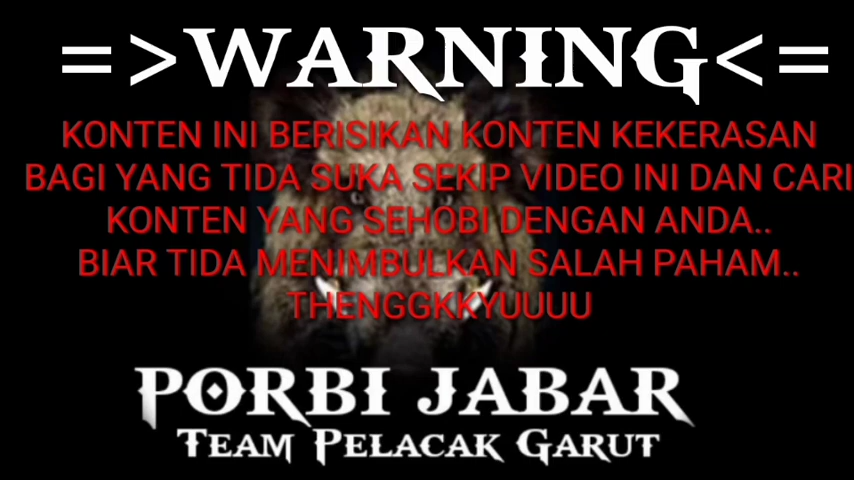 =>WARNING<=
KONTEN INI BERISIKAN KONTEN KEKERASAN
BAGI YANG TIDA SUKA SEKIP VIDEO INI DAN CARI
KONTEN YANG SEHOBI DENGAN ANDA..
BIAR TIDA MENIMBULKAN SALAH PAHAM..
THENGGKKYUUUU
PORBI JABAR
TEAM PELACAK GARUT